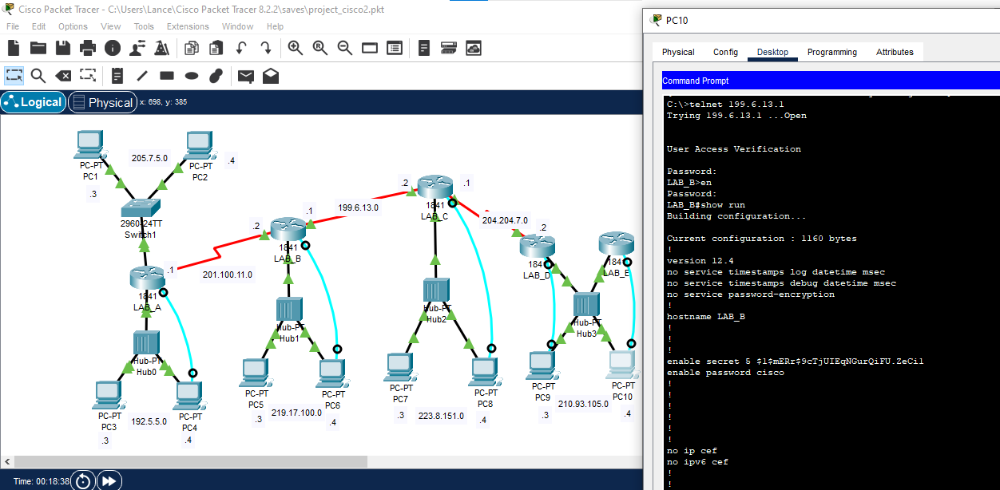 Cisco Packet Tracer - C:\Users\Lance\Cisco Packet Tracer 8.2.2\saves\project_cisco2.pkt
File Edit Options View Tools Extensions Window Help
Logical Physical x: 698, y: 385
PC-PT
PC1
.3
205.7.5.0
PC-PT
PC2
.4
2960-24TT
Switch1
.1
1841
LAB_A
201.100.11.0
Hub-PT
Hub0
PC-PT
PC3
.3
192.5.5.0
PC-PT
PC4
.4
.2
.1
1841
LAB_B
199.6.13.0
Hub-PT
Hub1
PC-PT
PC5
.3
219.17.100.0
PC-PT
PC6
.4
.2
.1
1841
LAB_C
204.204.7.0
Hub-PT
Hub2
PC-PT
PC7
.3
223.8.151.0
PC-PT
PC8
.4
.2
1841
LAB_D
1841
LAB_E
Hub-PT
Hub3
PC-PT
PC9
.3
210.93.105.0
PC-PT
PC10
.4
Time: 00:18:38
PC10
Physical Config Desktop Programming Attributes
Command Prompt
C:\>telnet 199.6.13.1
Trying 199.6.13.1 ...Open
User Access Verification
Password:
LAB_B>en
Password:
LAB_B#show run
Building configuration...
Current configuration : 1160 bytes
!
version 12.4
no service timestamps log datetime msec
no service timestamps debug datetime msec
no service password-encryption
!
hostname LAB_B
!
!
!
enable secret 5 $1$mERr$9cTjUIEqNGurQiFU.ZeCi1
enable password cisco
!
!
!
!
!
!
no ip cef
no ipv6 cef
!
!